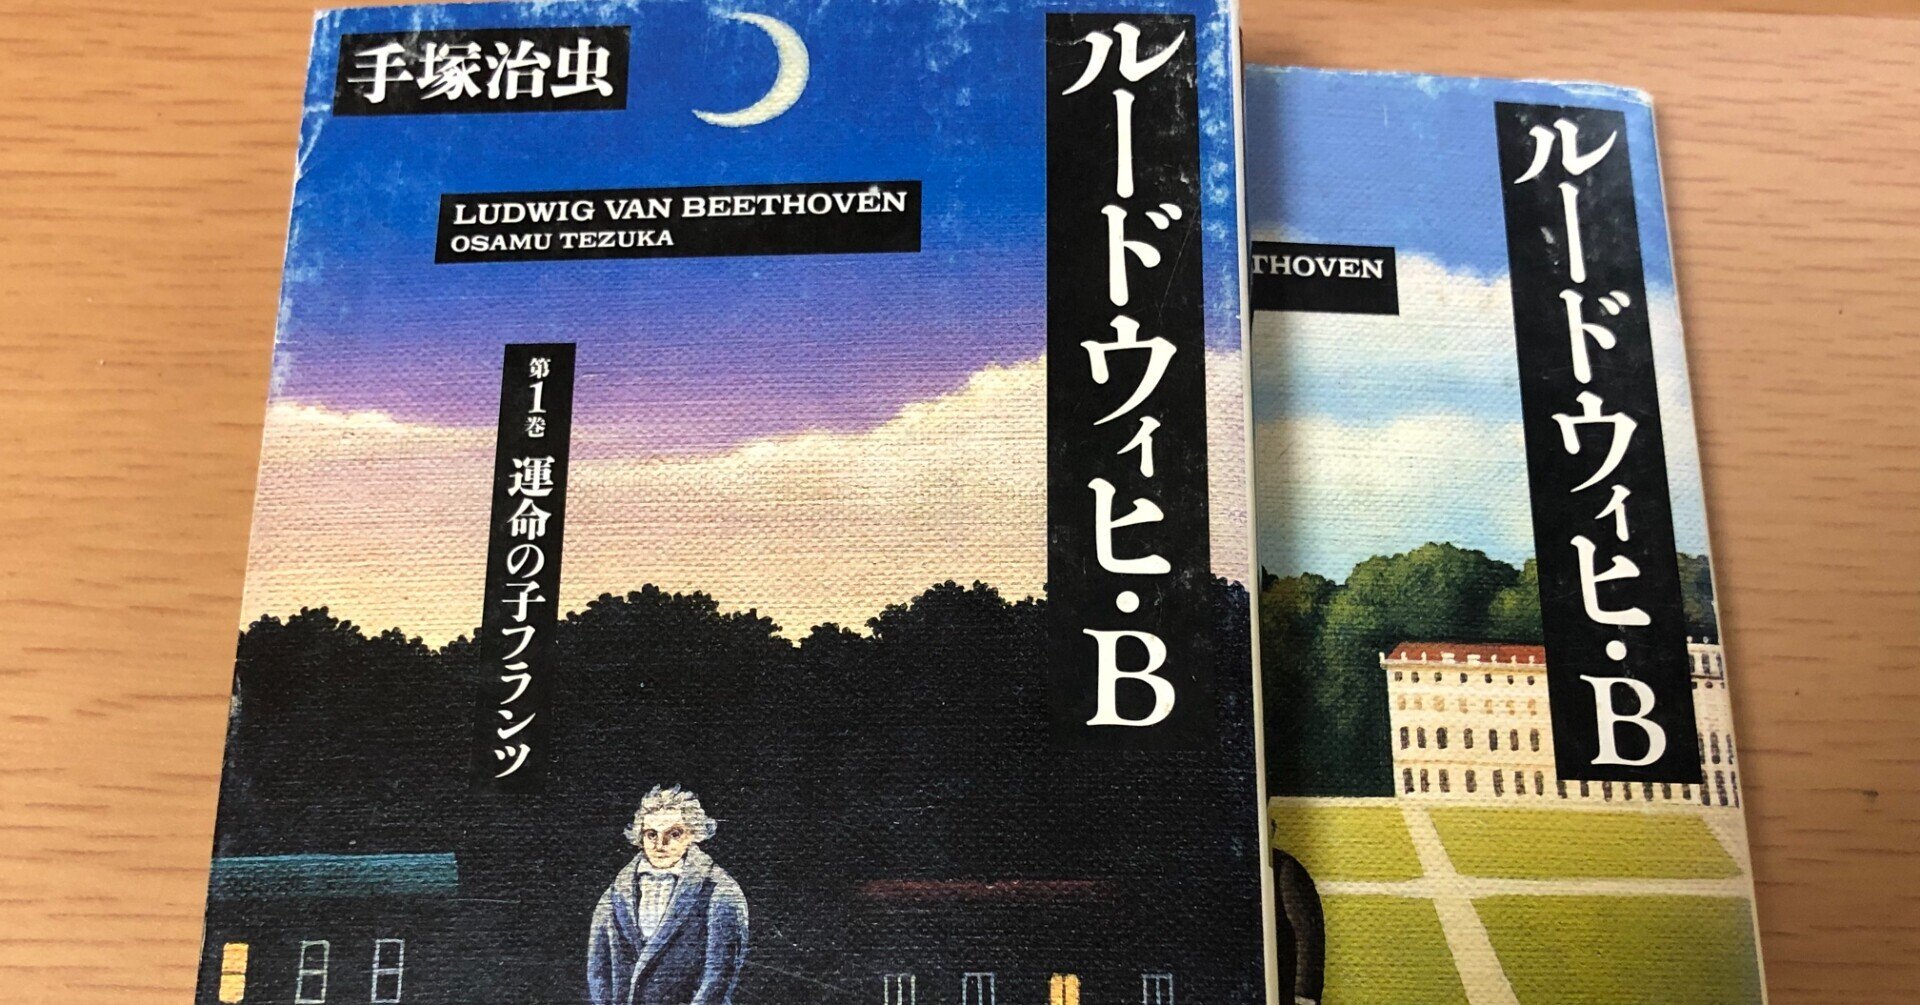 手塚治虫
ルードウィヒ・B
LUDWIG VAN BEETHOVEN
OSAMU TEZUKA
第1巻 運命の子フランツ
ルードウィヒ・B
THOVEN